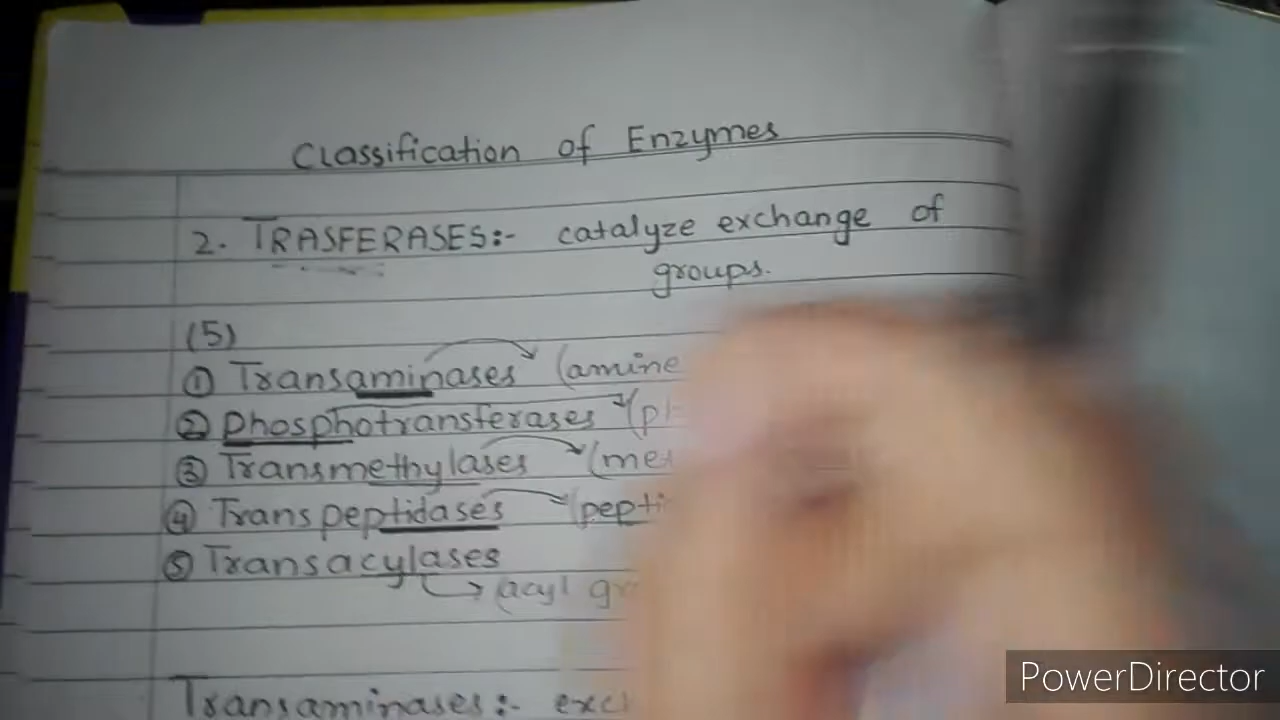 Classification of Enzymes
2. TRASFERASES:- catalyze exchange of
groups.
(5)
① Transaminases (amine
② Phosphotransferases
③ Transmethylases
④ Transpeptidases
⑤ Transacylases
(acyl
Transaminases:-
PowerDirector